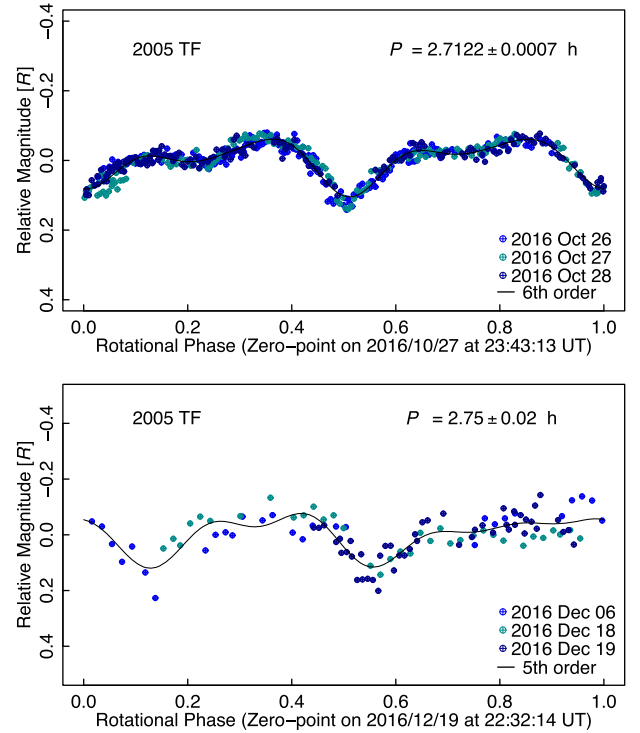 2005 TF
P = 2.7122 ± 0.0007 h
Relative Magnitude [R]
−0.4
−0.2
0.0
0.2
0.4
2016 Oct 26
2016 Oct 27
2016 Oct 28
6th order
0.0 0.2 0.4 0.6 0.8 1.0
Rotational Phase (Zero−point on 2016/10/27 at 23:43:13 UT)
2005 TF
P = 2.75 ± 0.02 h
Relative Magnitude [R]
−0.4
−0.2
0.0
0.2
0.4
2016 Dec 06
2016 Dec 18
2016 Dec 19
5th order
0.0 0.2 0.4 0.6 0.8 1.0
Rotational Phase (Zero−point on 2016/12/19 at 22:32:14 UT)